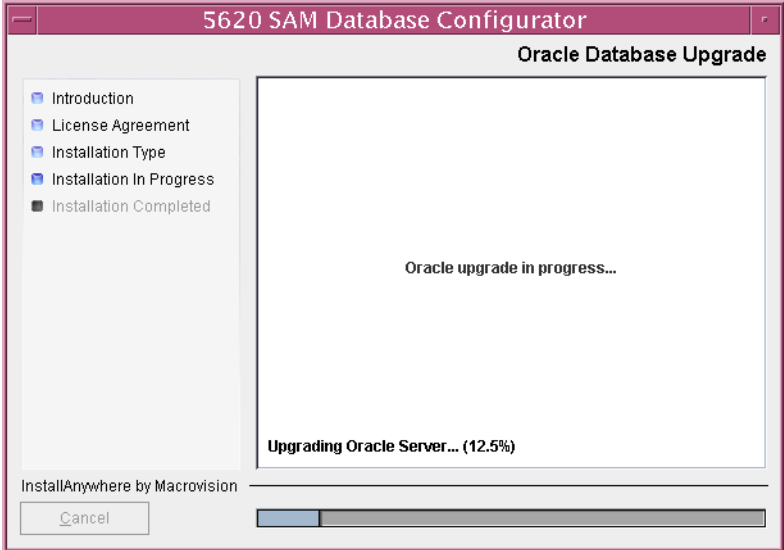 5620 SAM Database Configurator
Oracle Database Upgrade
Introduction
License Agreement
Installation Type
Installation In Progress
Installation Completed
Oracle upgrade in progress...
Upgrading Oracle Server... (12.5%)
InstallAnywhere by Macrovision
Cancel